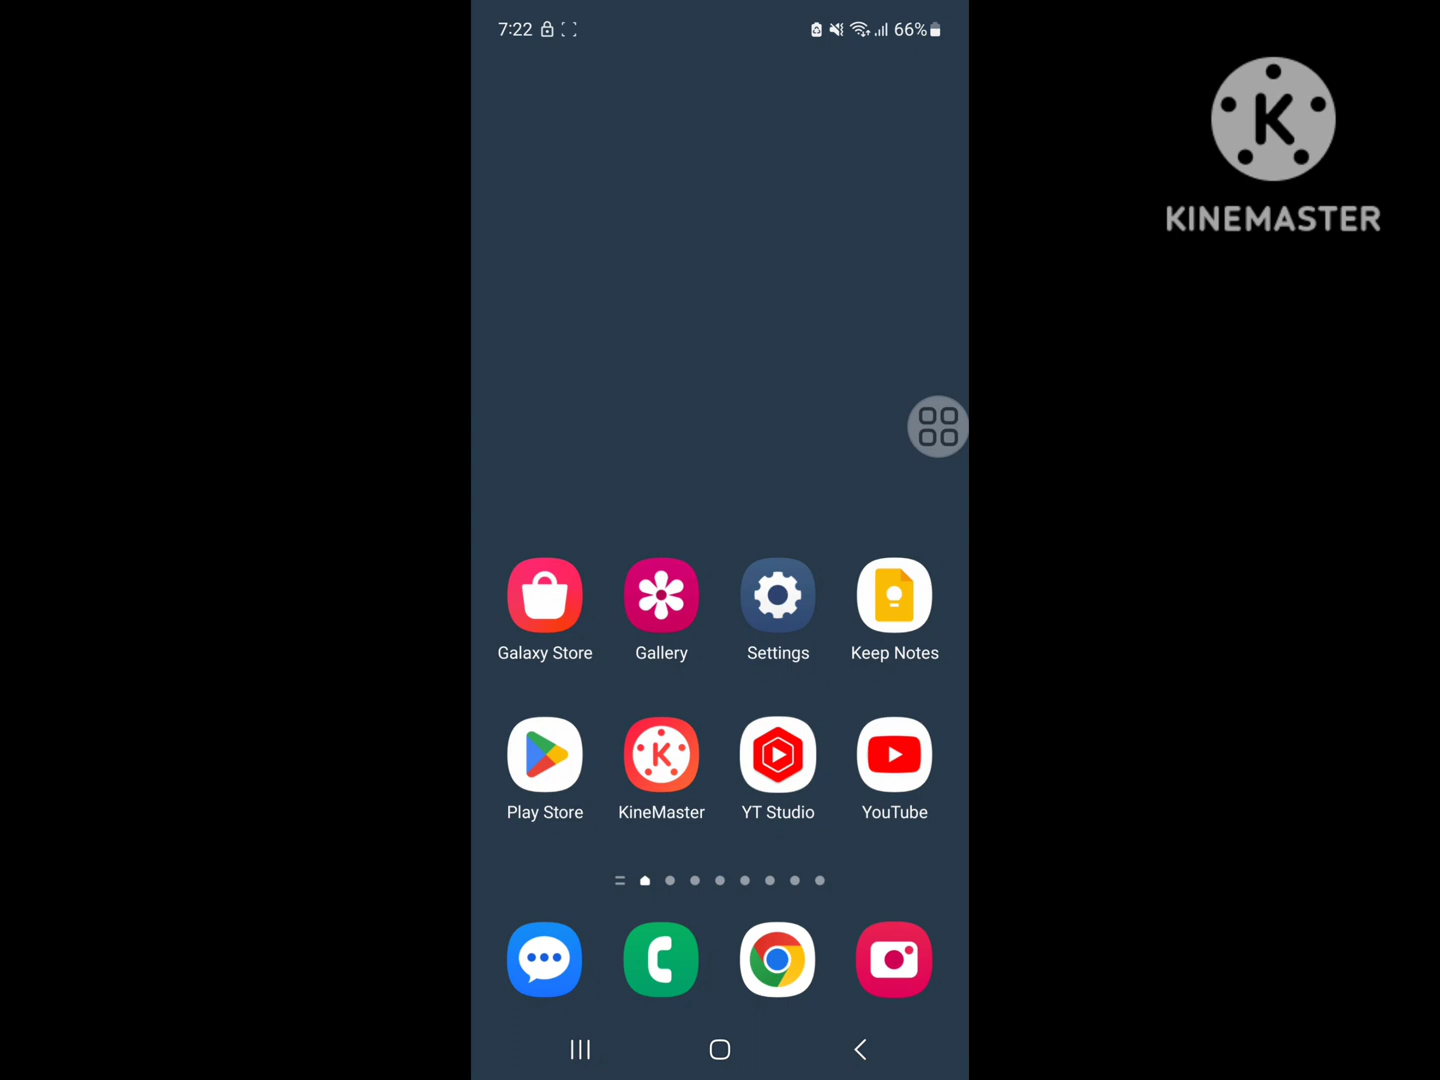 7:22 66%
K
KINEMASTER
Galaxy Store Gallery Settings Keep Notes
K
Play Store KineMaster YT Studio YouTube